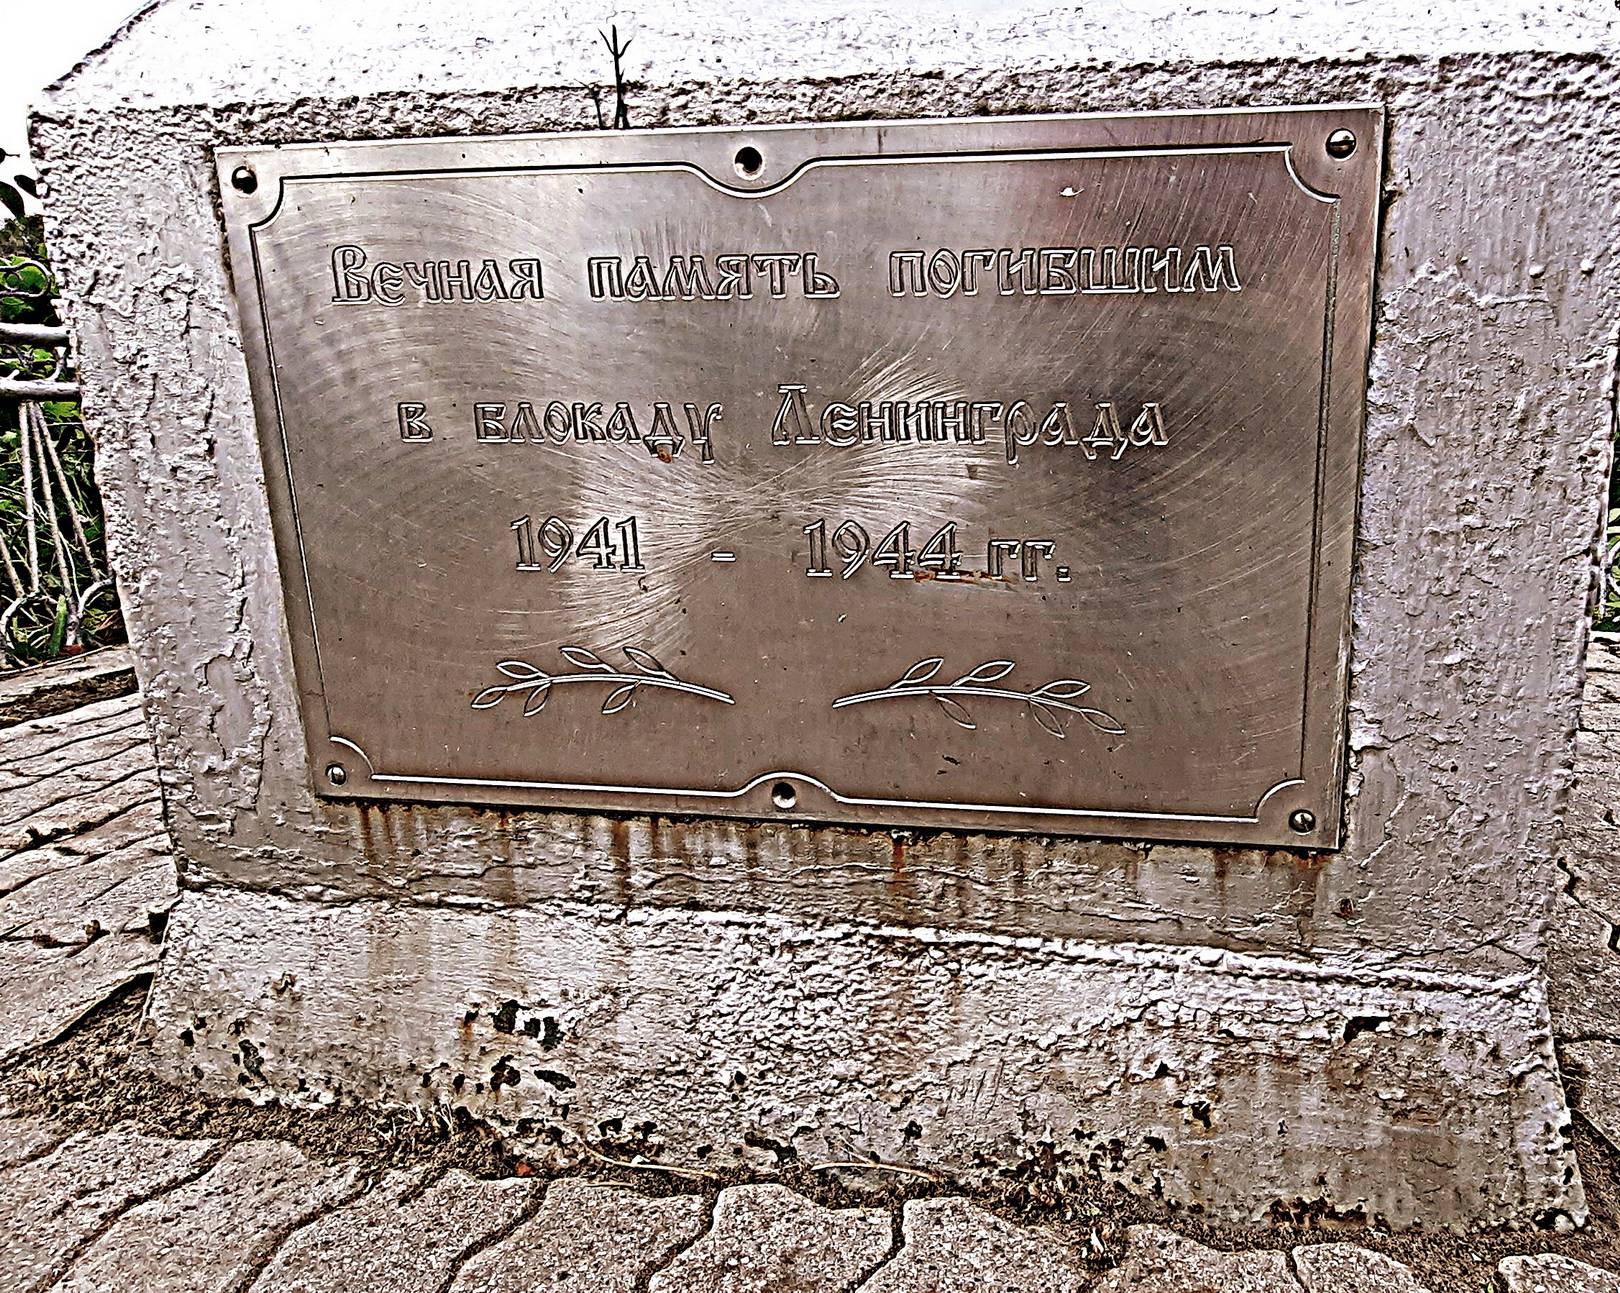 Вечная память погибшим
в блокаду Ленинграда
1941 - 1944 гг.